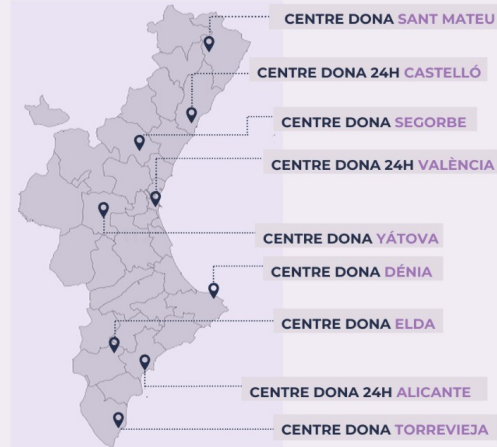 CENTRE DONA SANT MATEU
CENTRE DONA 24H CASTELLÓ
CENTRE DONA SEGORBE
CENTRE DONA 24H VALÈNCIA
CENTRE DONA YÁTOVA
CENTRE DONA DÉNIA
CENTRE DONA ELDA
CENTRE DONA 24H ALICANTE
CENTRE DONA TORREVIEJA